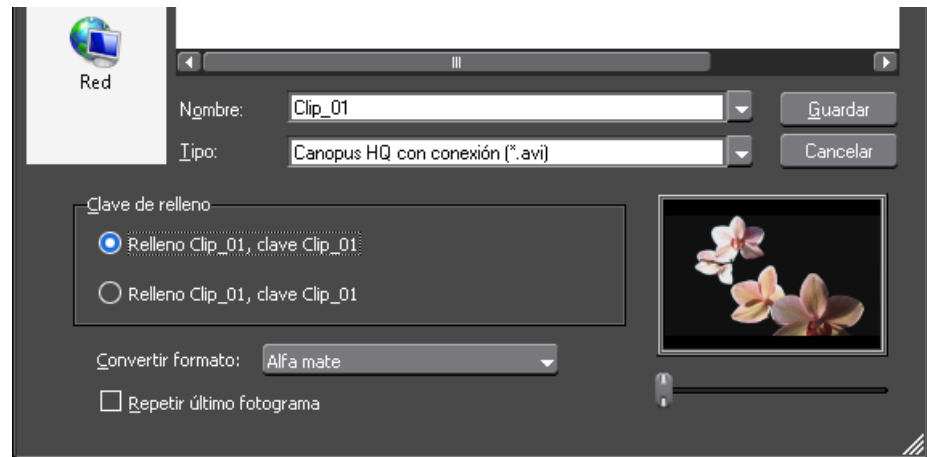 Red
Nombre: Clip_01 Guardar
Tipo: Canopus HQ con conexión (*.avi) Cancelar
Clave de relleno
Relleno Clip_01, clave Clip_01
Relleno Clip_01, clave Clip_01
Convertir formato: Alfa mate
Repetir último fotograma